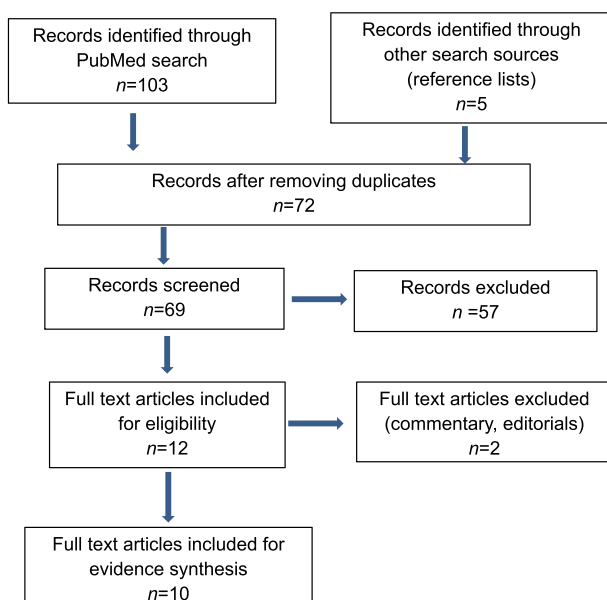 Records identified through
PubMed search
n=103
Records identified through
other search sources
(reference lists)
n=5
Records after removing duplicates
n=72
Records screened
n=69
Records excluded
n =57
Full text articles included
for eligibility
n=12
Full text articles excluded
(commentary, editorials)
n=2
Full text articles included for
evidence synthesis
n=10